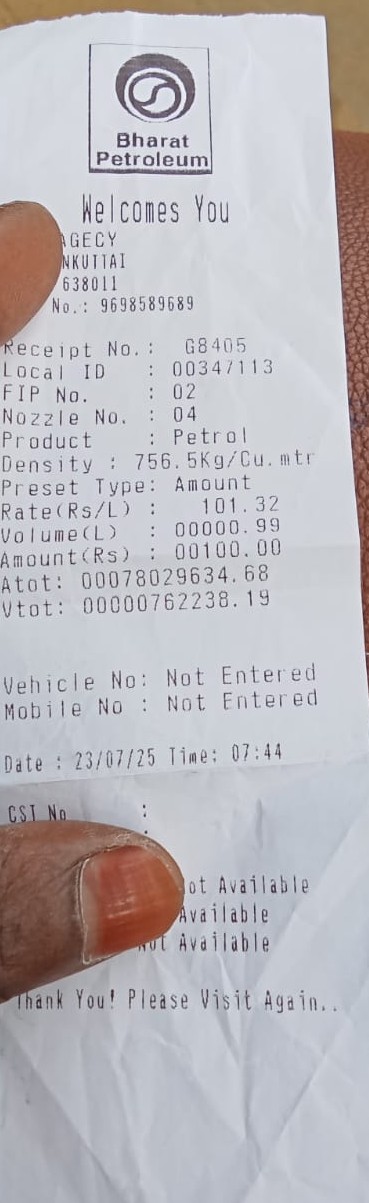 Bharat
Petroleum
Welcomes You
AGECY
NKUTTAI
638011
No.: 9698589689
Receipt No.: G8405
Local ID : 00347113
FIP No. : 02
Nozzle No. : 04
Product : Petrol
Density : 756.5Kg/Cu.mtr
Preset Type: Amount
Rate(Rs/L) : 101.32
Volume(L) : 00000.99
Amount(Rs) : 00100.00
Atot: 00078029634.68
Vtot: 00000762238.19
Vehicle No: Not Entered
Mobile No : Not Entered
Date : 23/07/25 Time: 07:44
CST No :
:
Available
Available
Not Available
Thank You! Please Visit Again..